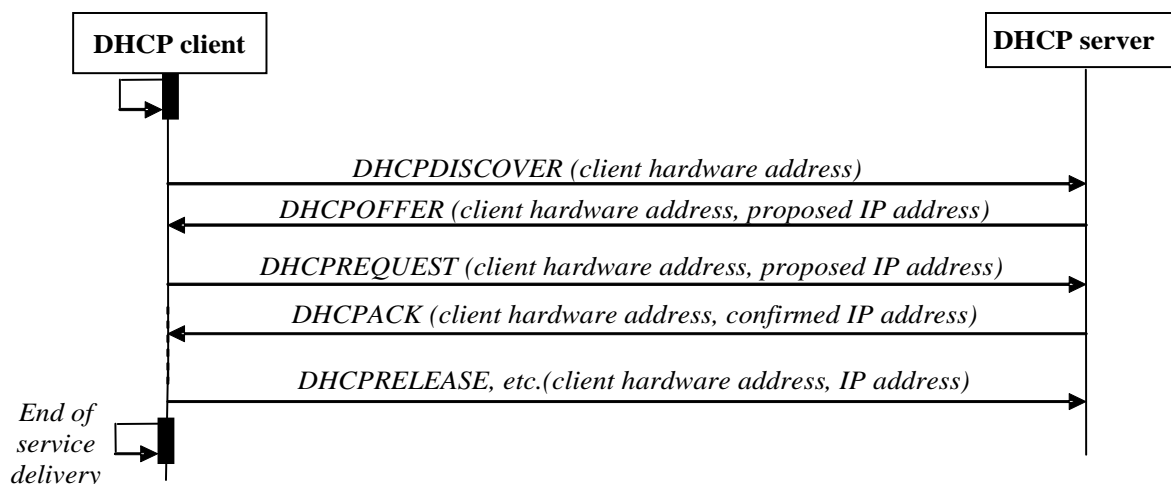 DHCP client
DHCP server
DHCPDISCOVER (client hardware address)
DHCPOFFER (client hardware address, proposed IP address)
DHCPREQUEST (client hardware address, proposed IP address)
DHCPACK (client hardware address, confirmed IP address)
DHCPRELEASE, etc.(client hardware address, IP address)
End of
service
delivery